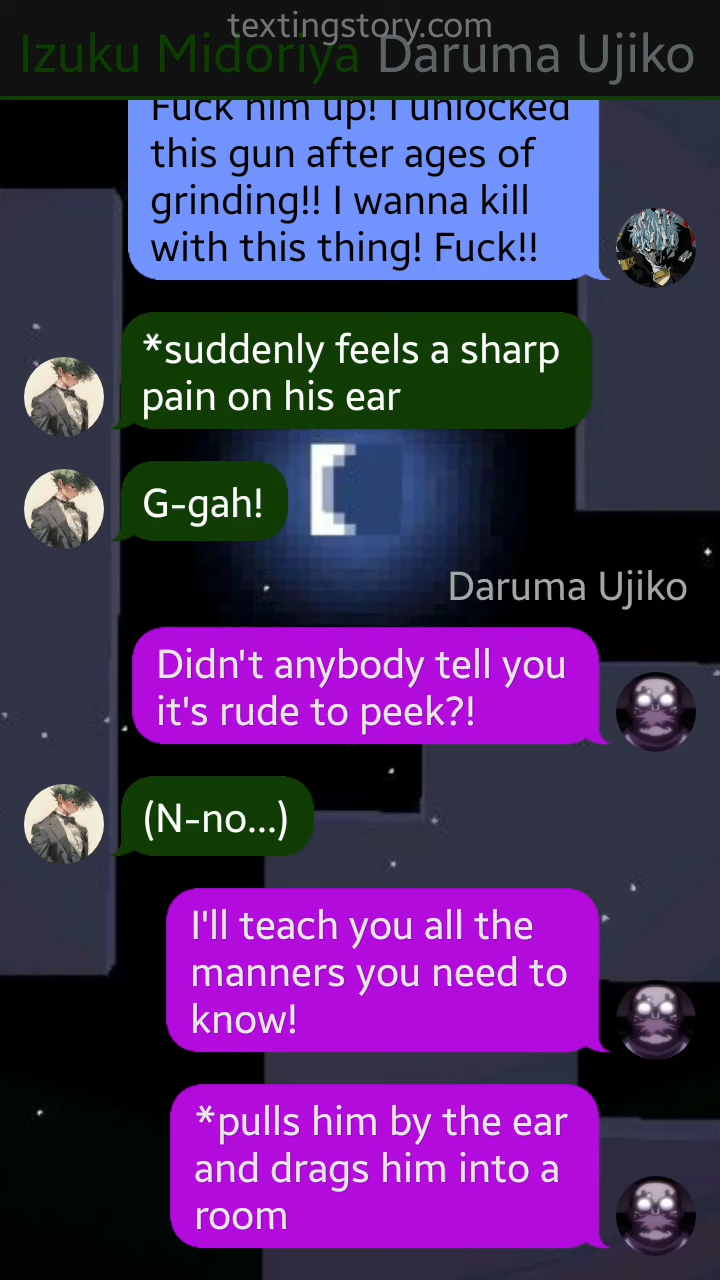 textingstory.com
Izuku Midoriya Daruma Ujiko
Fuck him up! I unlocked
this gun after ages of
grinding!! I wanna kill
with this thing! Fuck!!
*suddenly feels a sharp
pain on his ear
G-gah!
Daruma Ujiko
Didn't anybody tell you
it's rude to peek?!
(N-no...)
I'll teach you all the
manners you need to
know!
*pulls him by the ear
and drags him into a
room